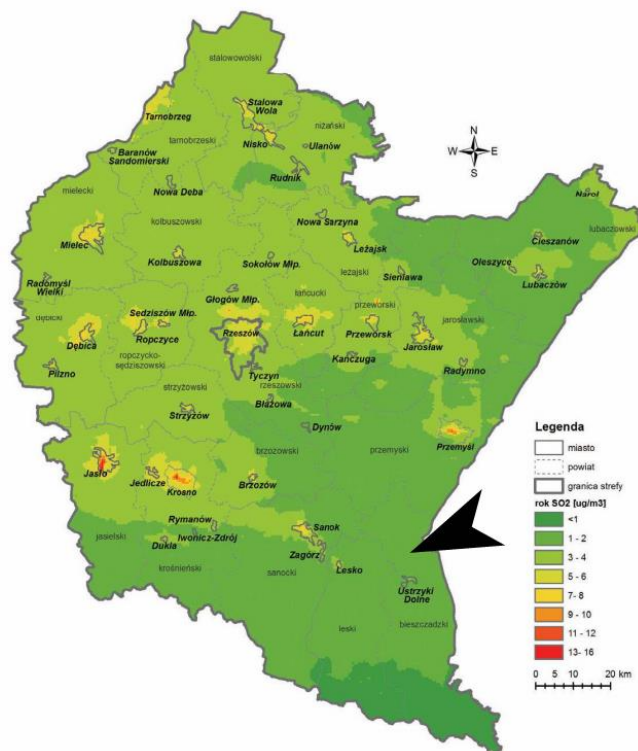 stalowowolski
Tarnobrzeg
Stalowa
Wola
niżański
tarnobrzeski
Nisko
Ulanów
Baranów
Sandomierski
Rudnik
N
W E
S
mielecki
Nowa Dęba
Narol
kolbuszowski
Nowa Sarzyna
lubaczowski
Mielec
Cieszanów
Leżajsk
Oleszyce
Kolbuszowa
Sokołów Młp.
leżajski
Sieniawa
Lubaczów
Radomyśl
Wielki
Głogów Młp.
łańcucki
przeworski
dębicki
Sędziszów Młp.
jarosławski
Dębica
Ropczyce
Rzeszów
Łańcut
Przeworsk
Jarosław
ropczycko-
sędziszowski
Kańczuga
Pilzno
Tyczyn
Radymno
rzeszowski
strzyżowski
Błażowa
Strzyżów
Dynów
brzozowski
przemyski
Przemyśl
Jasło
Jedlicze
Krosno
Brzozów
Rymanów
Sanok
jasielski
Iwonicz-Zdrój
Dukla
Zagórz
krośnieński
sanocki
Lesko
Ustrzyki
Dolne
leski
bieszczadzki
Legenda
miasto
powiat
granica strefy
rok SO2 [ug/m3]
<1
1 - 2
3 - 4
5 - 6
7 - 8
9 - 10
11 - 12
13- 16
0 5 10 20 km